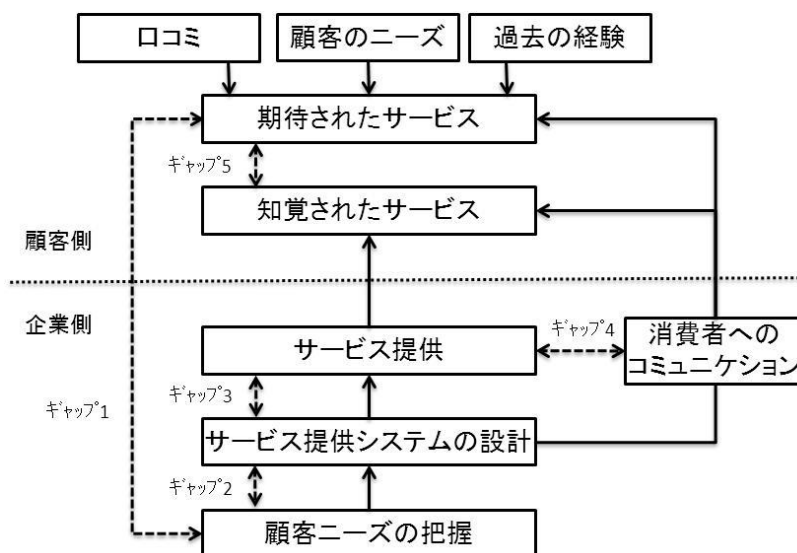 口コミ
顧客のニーズ
過去の経験
期待されたサービス
ギャップ5
知覚されたサービス
顧客側
企業側
サービス提供
ギャップ4
消費者への
コミュニケション
ギャップ3
ギャップ1
サービス提供システムの設計
ギャップ2
顧客ニーズの把握